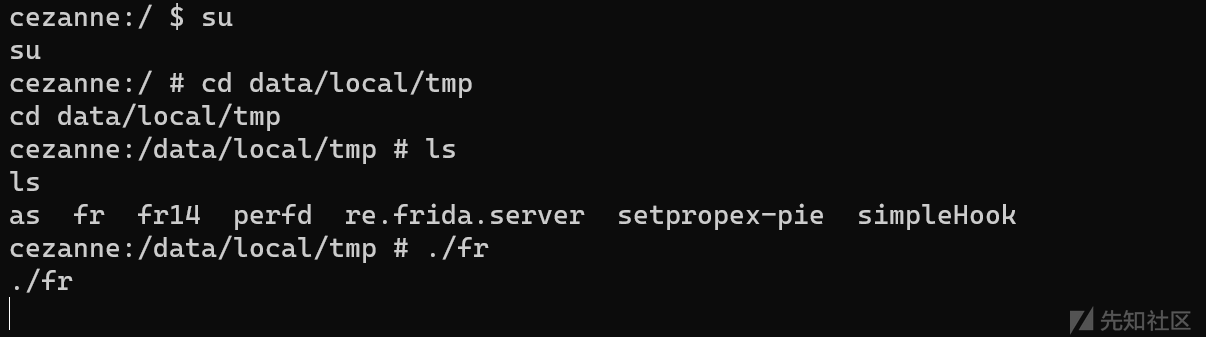 cezanne:/ $ su
su
cezanne:/ # cd data/local/tmp
cd data/local/tmp
cezanne:/data/local/tmp # ls
ls
as  fr  fr14  perfd  re.frida.server  setpropex-pie  simpleHook
cezanne:/data/local/tmp # ./fr
./fr
先知社区